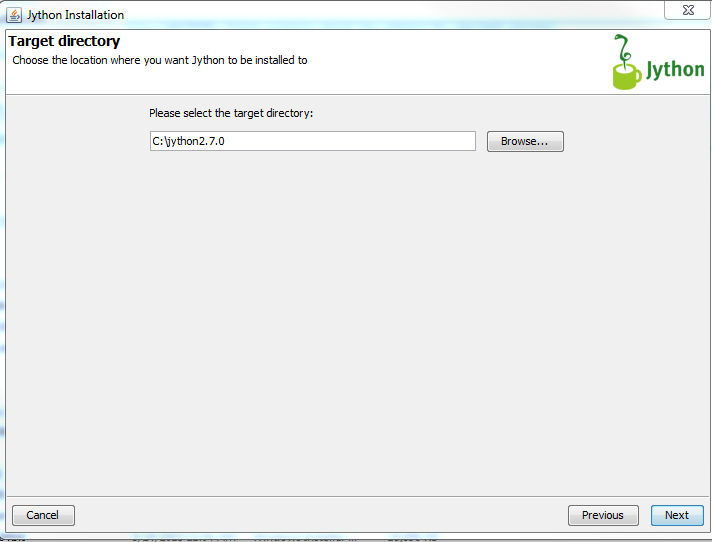 Jython Installation
Target directory
Choose the location where you want Jython to be installed to
Jython
Please select the target directory:
C:\jython2.7.0
Browse...
Cancel
Previous
Next